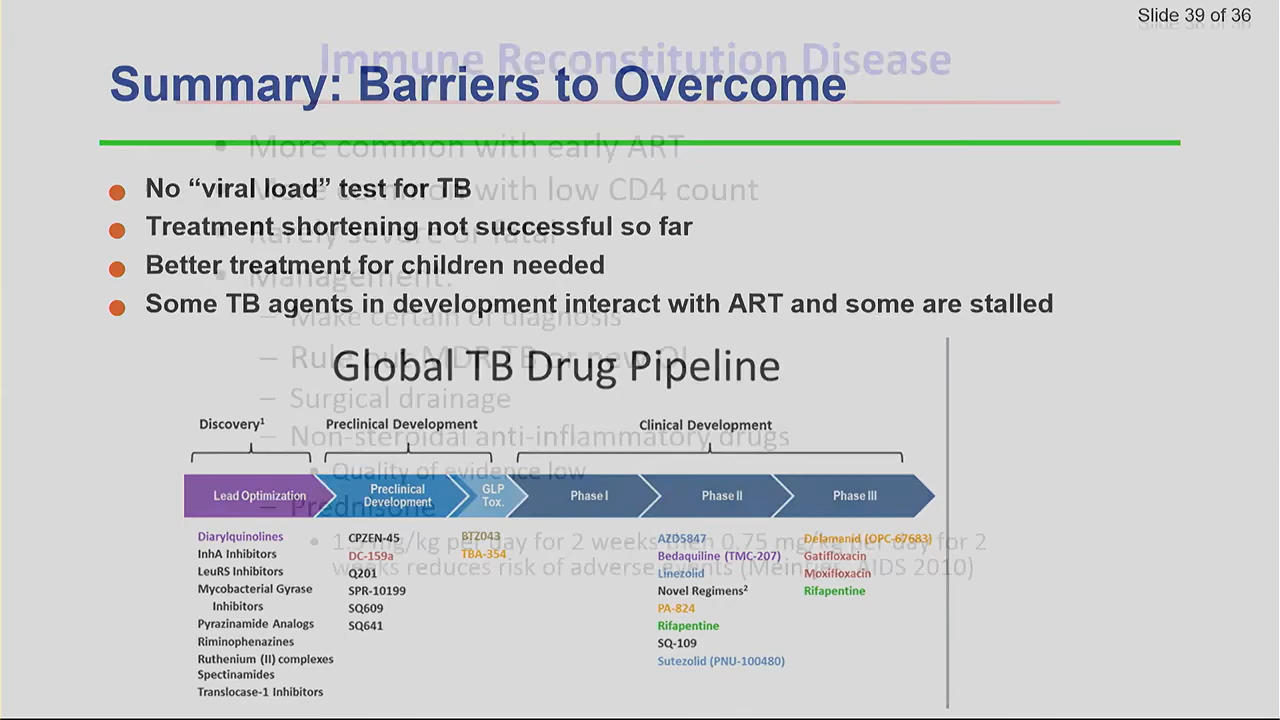 Slide 39 of 36
Immune Reconstitution Disease
Summary: Barriers to Overcome
More common with early ART
No “viral load” test for TB
More common with low CD4 count
Treatment shortening not successful so far
Rarely severe or fatal
Better treatment for children needed
Management:
Some TB agents in development interact with ART and some are stalled
– Make certain of diagnosis
– Rule out MDR TB or new OI
Global TB Drug Pipeline
– Surgical drainage
Discovery¹ Preclinical Development Clinical Development
– Non-steroidal anti-inflammatory drugs
• Quality of evidence low
Lead Optimization Preclinical Development GLP Tox. Phase I Phase II Phase III
– Prednisone
• mg/kg per day for 2 weeks then 0.75 mg/kg per day for 2
weeks reduces risk of adverse events (Meintjes, AIDS 2010)
Diarylquinolines
InhA Inhibitors
LeuRS Inhibitors
Mycobacterial Gyrase
Inhibitors
Pyrazinamide Analogs
Riminophenazines
Ruthenium (II) complexes
Spectinamides
Translocase-1 Inhibitors
CPZEN-45
DC-159a
Q201
SPR-10199
SQ609
SQ641
BTZ043
TBA-354
AZD5847
Bedaquiline (TMC-207)
Linezolid
Novel Regimens²
PA-824
Rifapentine
SQ-109
Sutezolid (PNU-100480)
Delamanid (OPC-67683)
Gatifloxacin
Moxifloxacin
Rifapentine